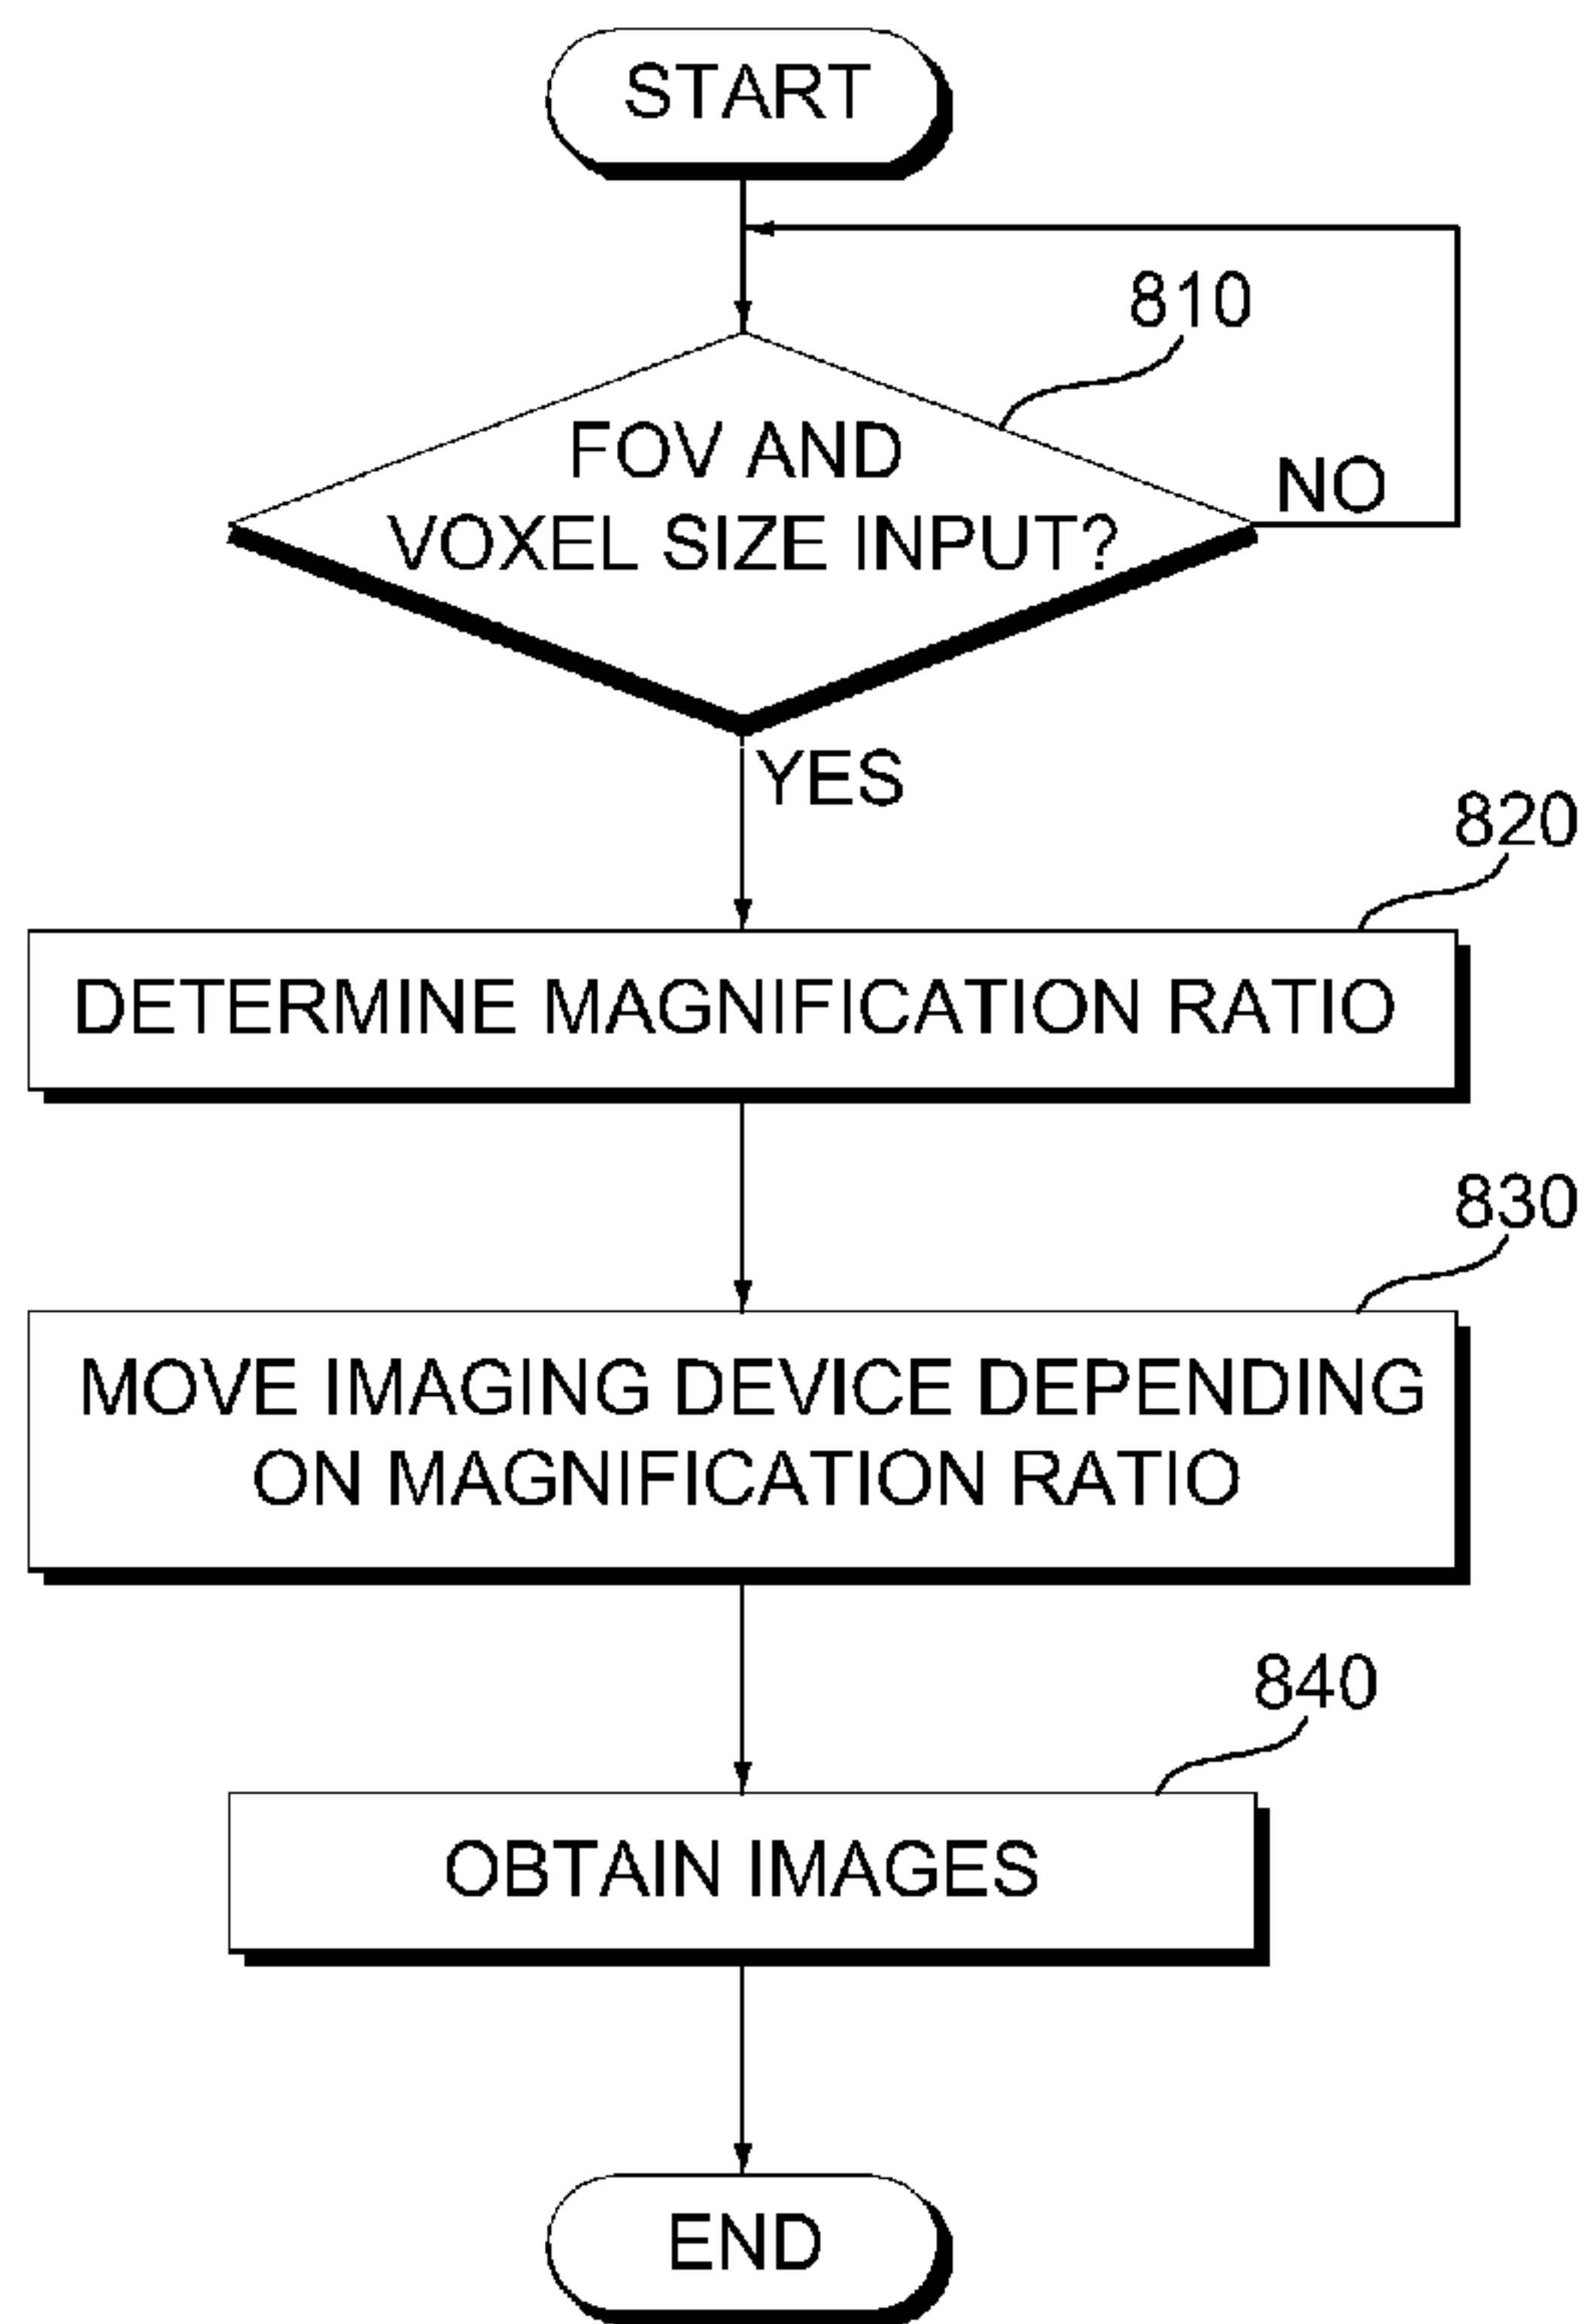 START
810
FOV AND
VOXEL SIZE INPUT?
NO
YES
820
DETERMINE MAGNIFICATION RATIO
830
MOVE IMAGING DEVICE DEPENDING
ON MAGNIFICATION RATIO
840
OBTAIN IMAGES
END